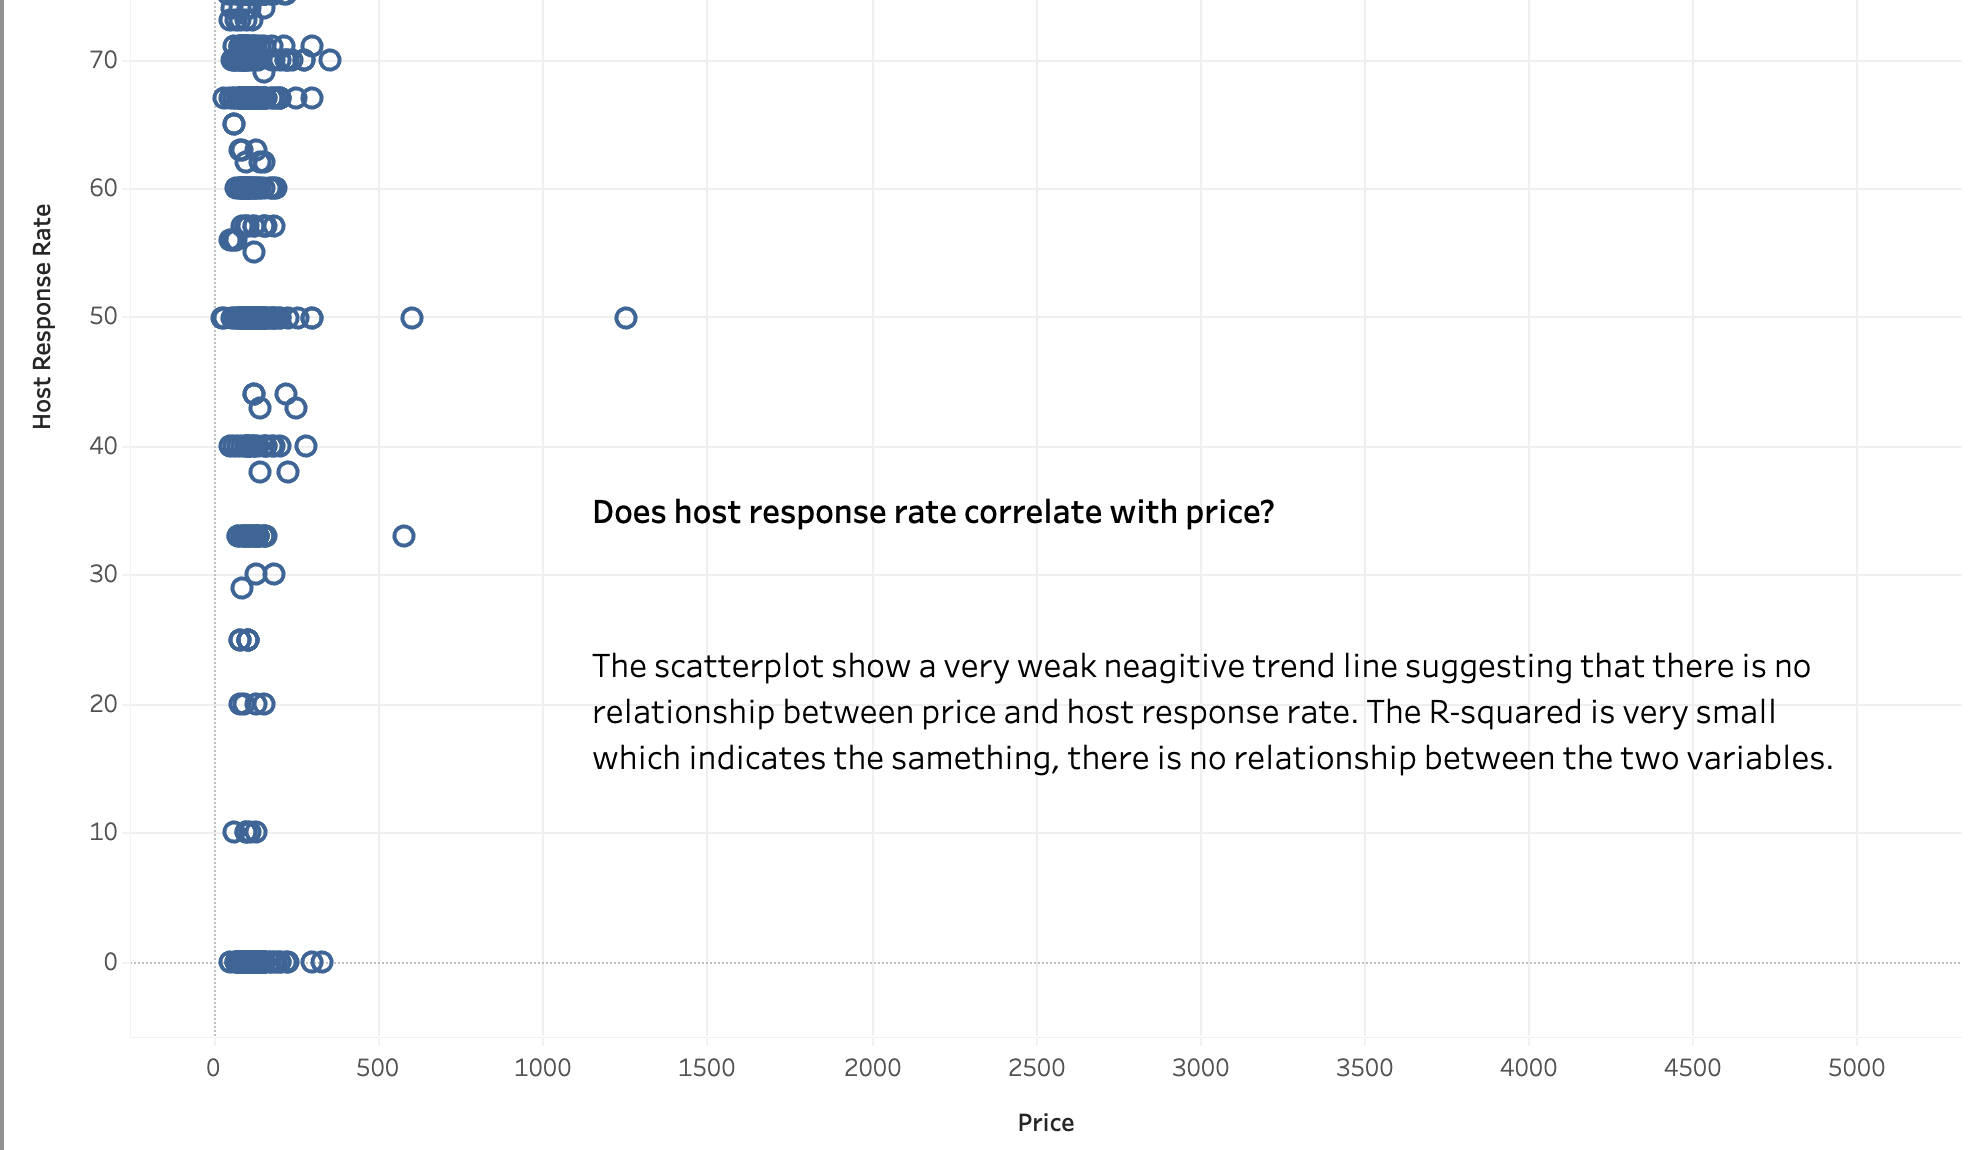 70
60
50
40
30
20
10
0
Host Response Rate
Does host response rate correlate with price?
The scatterplot show a very weak neagitive trend line suggesting that there is no
relationship between price and host response rate. The R-squared is very small
which indicates the samething, there is no relationship between the two variables.
0 500 1000 1500 2000 2500 3000 3500 4000 4500 5000
Price